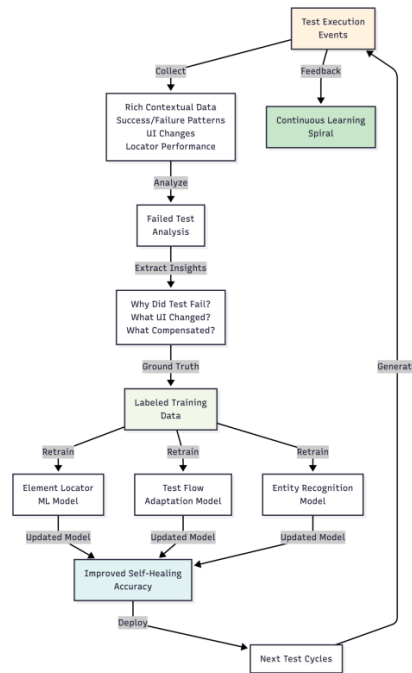 Test Execution
Events
Collect
Feedback
Rich Contextual Data
Success/Failure Patterns
UI Changes
Locator Performance
Continuous Learning
Spiral
Analyze
Failed Test
Analysis
Extract Insights
Why Did Test Fail?
What UI Changed?
What Compensated?
Ground Truth
Generat
Labeled Training
Data
Retrain
Retrain
Retrain
Element Locator
ML Model
Test Flow
Adaptation Model
Entity Recognition
Model
Updated Model
Updated Model
Updated Model
Improved Self-Healing
Accuracy
Deploy
Next Test Cycles